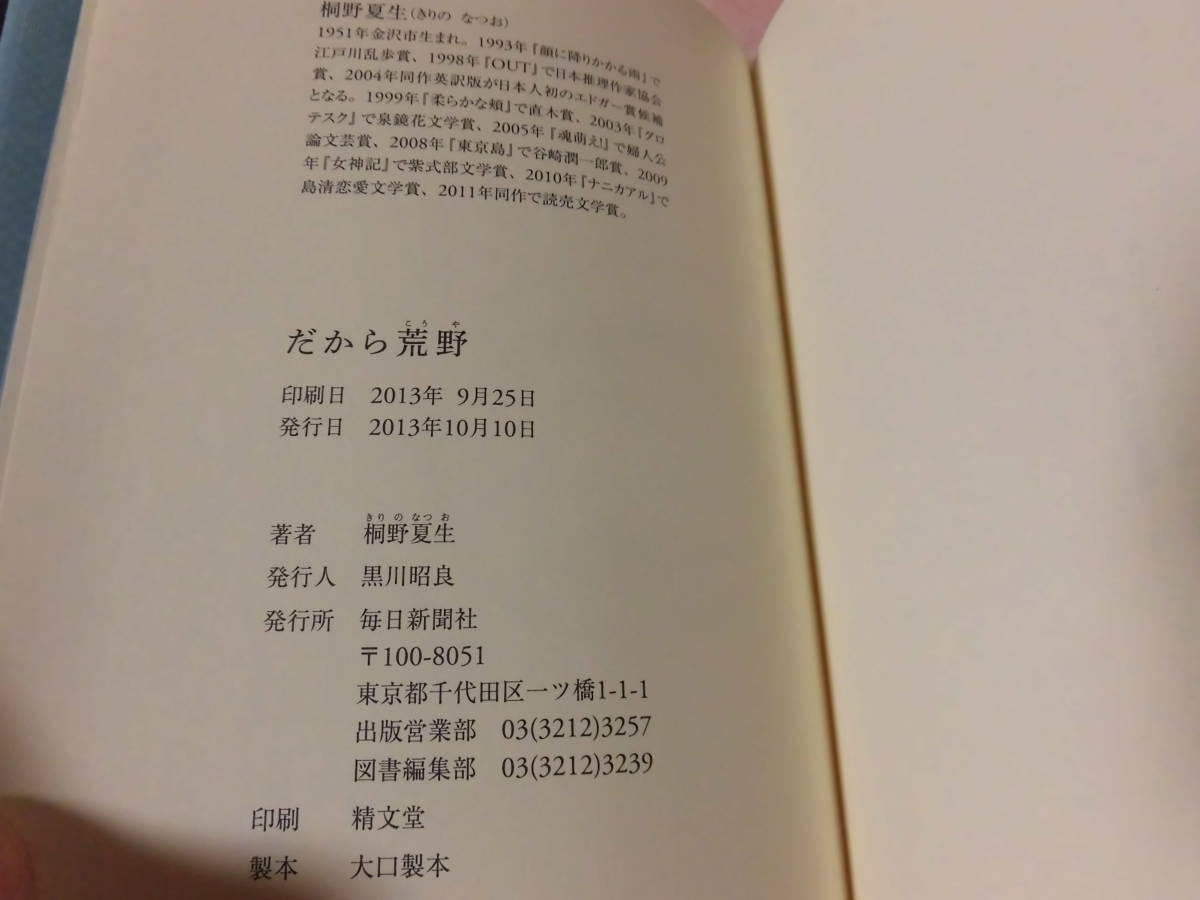 桐野夏生(きりの なつお)
1951年金沢市生まれ。1993年『顔に降りかかる雨』で
江戸川乱歩賞、1998年『OUT』で日本推理作家協会
賞、2004年同作英訳版が日本人初のエドガー賞候補
となる。1999年『柔らかな頬』で直木賞、2003年『グロ
テスク』で泉鏡花文学賞、2005年『魂萌え!』で婦人公
論文芸賞、2008年『東京島』で谷崎潤一郎賞、2009
年『女神記』で紫式部文学賞、2010年『ナニカアル』で
島清恋愛文学賞、2011年同作で読売文学賞。
こうや
だから荒野
印刷日 2013年 9月25日
発行日 2013年10月10日
きりの なつお
著者 桐野夏生
発行人 黒川昭良
発行所 毎日新聞社
〒100-8051
東京都千代田区一ツ橋1-1-1
出版営業部 03(3212)3257
図書編集部 03(3212)3239
印刷 精文堂
製本 大口製本